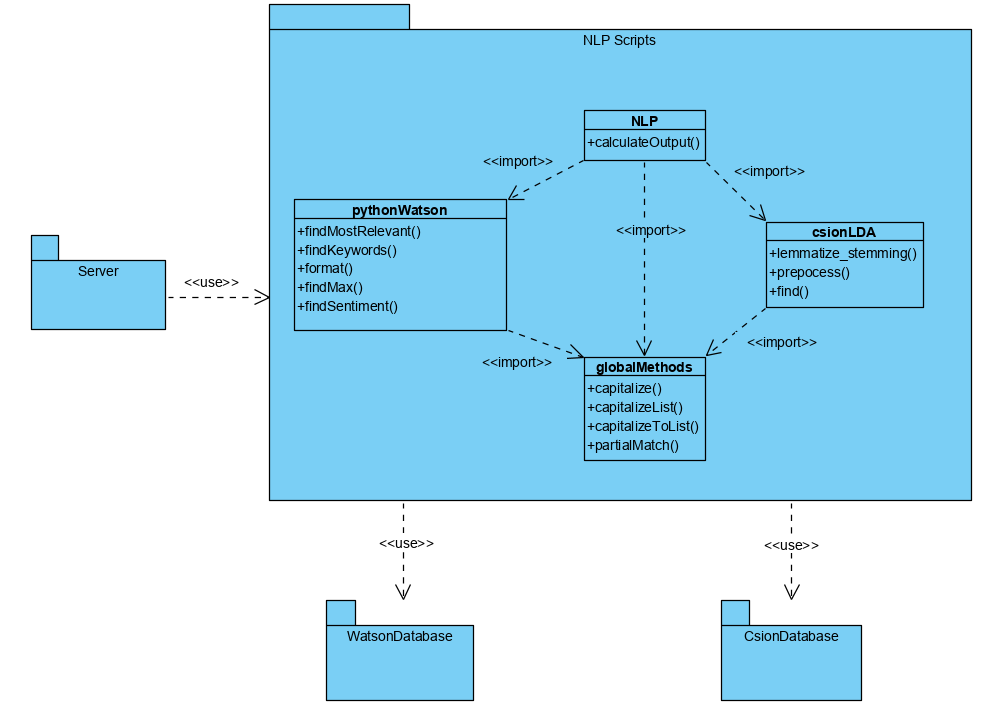 NLP Scripts
NLP
+calculateOutput()
<<import>>
<<import>>
pythonWatson
+findMostRelevant()
+findKeywords()
+format()
+findMax()
+findSentiment()
<<import>>
csionLDA
+lemmatize_stemming()
+prepocess()
+find()
Server
<<use>>
<<import>>
<<import>>
globalMethods
+capitalize()
+capitalizeList()
+capitalizeToList()
+partialMatch()
<<use>>
<<use>>
WatsonDatabase
CsionDatabase